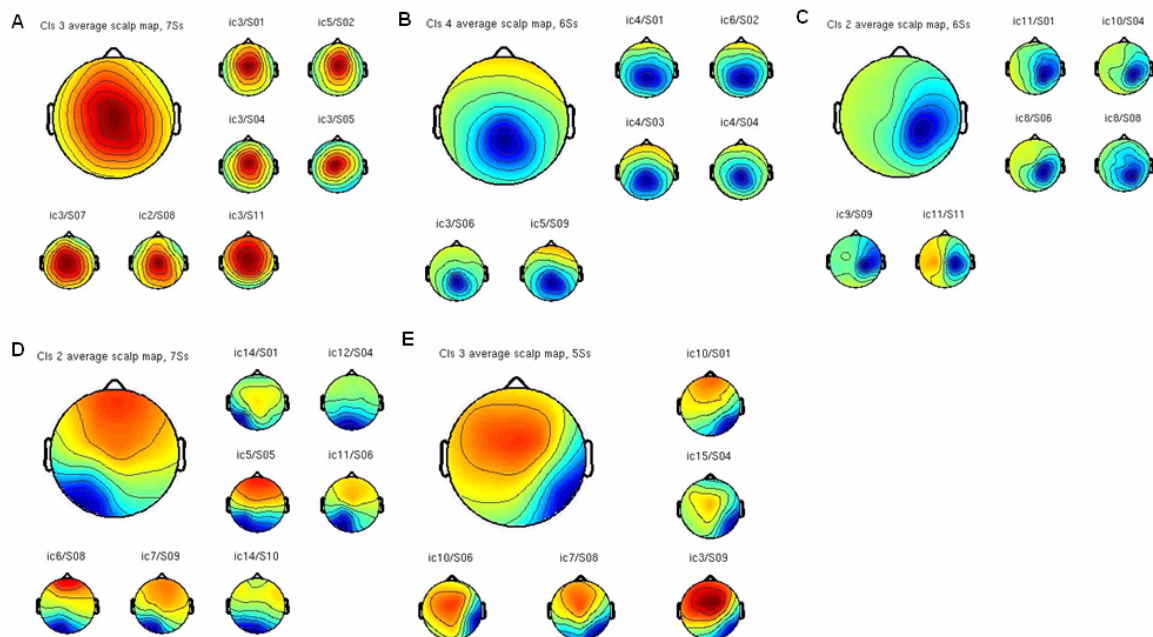 A
Cls 3 average scalp map, 7Ss
ic3/S01
ic5/S02
ic3/S04
ic3/S05
ic3/S07
ic2/S08
ic3/S11
B
Cls 4 average scalp map, 6Ss
ic4/S01
ic6/S02
ic4/S03
ic4/S04
ic3/S06
ic5/S09
C
Cls 2 average scalp map, 6Ss
ic11/S01
ic10/S04
ic8/S06
ic8/S08
ic9/S09
ic11/S11
D
Cls 2 average scalp map, 7Ss
ic14/S01
ic12/S04
ic5/S05
ic11/S06
ic6/S08
ic7/S09
ic14/S10
E
Cls 3 average scalp map, 5Ss
ic10/S01
ic15/S04
ic10/S06
ic7/S08
ic3/S09